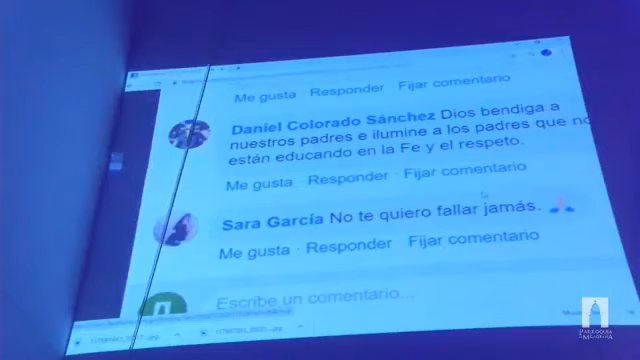 Me gusta Responder Fijar comentario
Daniel Colorado Sánchez Dios bendiga a
nuestros padres e ilumine a los padres que no
están educando en la Fe y el respeto.
Me gusta · Responder · Fijar comentario
Sara García No te quiero fallar jamás. 🙏
Me gusta · Responder · Fijar comentario
Escribe un comentario...